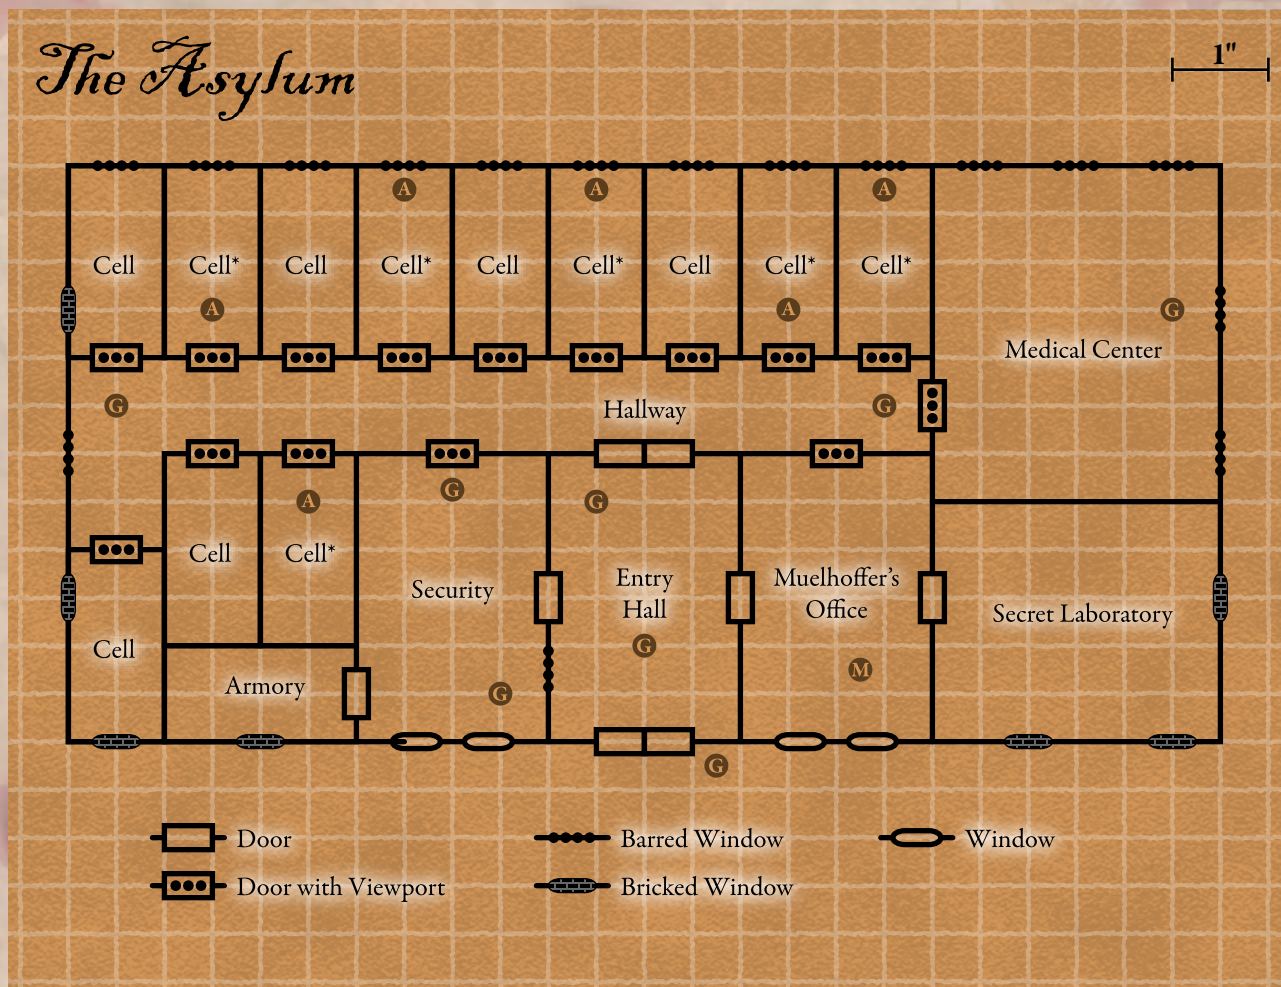 The Asylum
1"
A
A
A
Cell
Cell*
Cell
Cell*
Cell
Cell*
Cell
Cell*
Cell*
A
A
G
Medical Center
G
Hallway
G
G
A
G
Cell
Cell*
Security
Entry
Hall
Muelhoffer's
Office
Secret Laboratory
Cell
G
M
Armory
G
G
Door
Barred Window
Window
Door with Viewport
Bricked Window